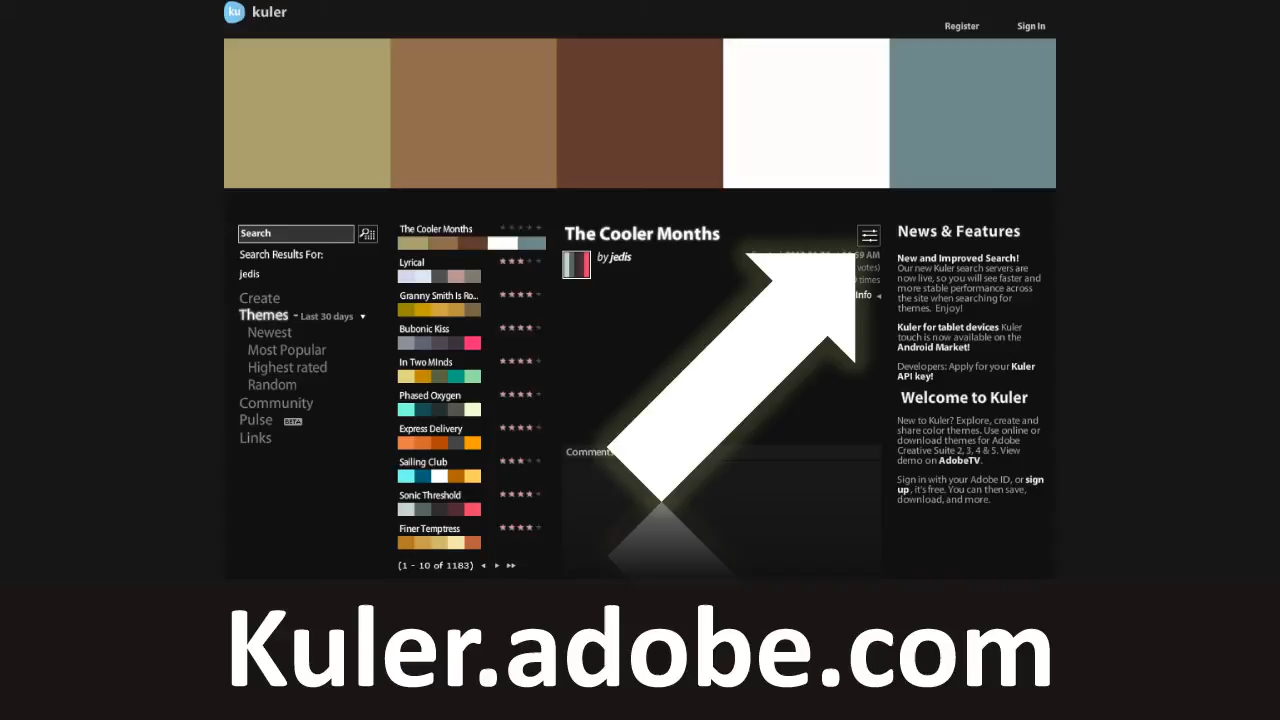 ku kuler
Register Sign In
Search
Search Results For:
jedis
Create
Themes - Last 30 days
Newest
Most Popular
Highest rated
Random
Community
Pulse BETA
Links
The Cooler Months
Lyrical
Granny Smith Is Ro...
Bubonic Kiss
In Two MInds
Phased Oxygen
Express Delivery
Sailing Club
Sonic Threshold
Finer Temptress
(1 - 10 of 1183)
The Cooler Months
by jedis
AM
votes)
times
Info
Comment
News & Features
New and Improved Search!
Our new Kuler search servers are
now live, so you will see faster and
more stable performance across
the site when searching for
themes. Enjoy!
Kuler for tablet devices Kuler
touch is now available on the
Android Market!
Developers: Apply for your Kuler
API key!
Welcome to Kuler
New to Kuler? Explore, create and
share color themes. Use online or
download themes for Adobe
Creative Suite 2, 3, 4 & 5. View
demo on AdobeTV.
Sign in with your Adobe ID, or sign
up, it's free. You can then save,
download, and more.
Kuler.adobe.com